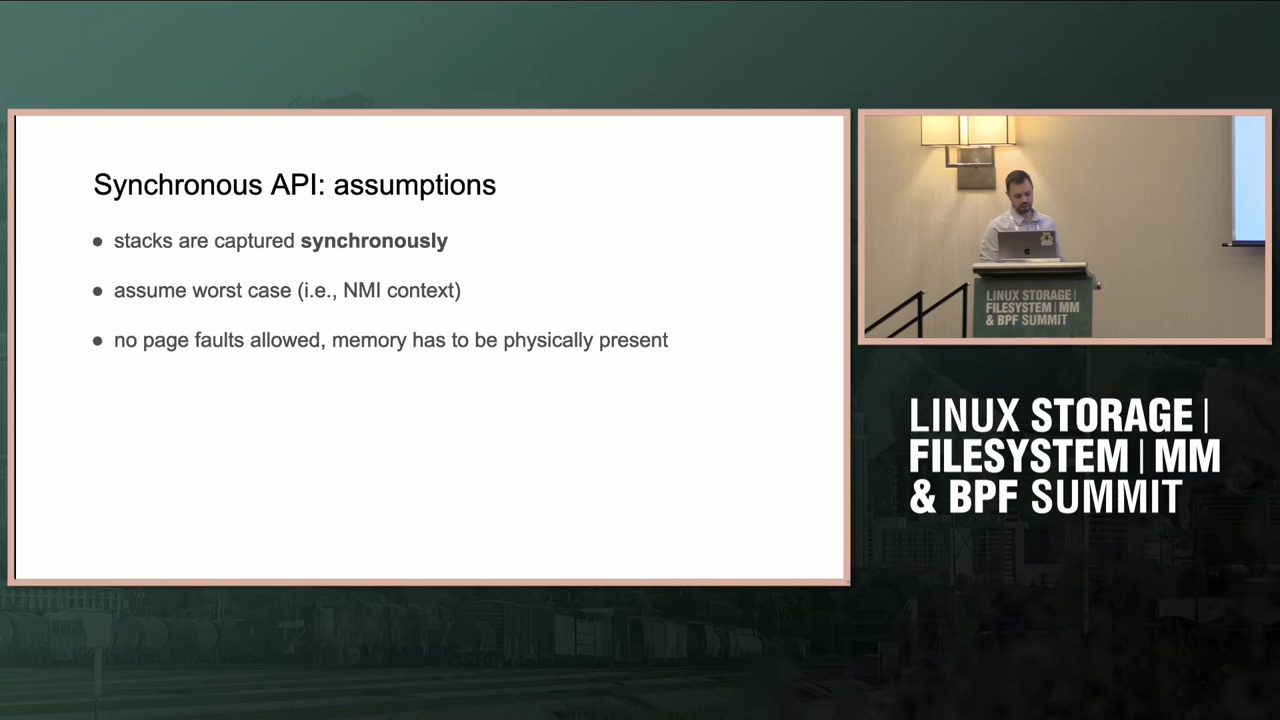 Synchronous API: assumptions
● stacks are captured synchronously
● assume worst case (i.e., NMI context)
● no page faults allowed, memory has to be physically present
LINUX STORAGE|
FILESYSTEM|MM
& BPF SUMMIT
LINUX STORAGE|
FILESYSTEM|MM
& BPF SUMMIT